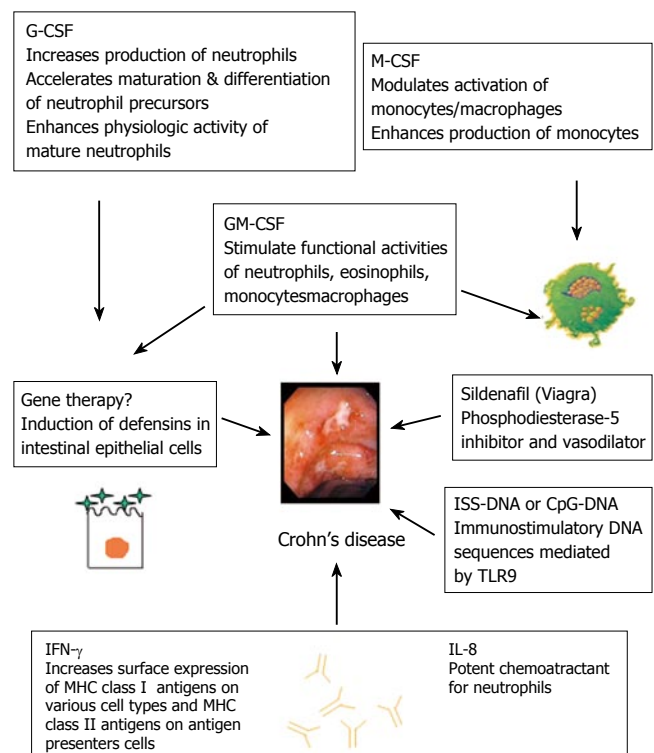 G-CSF
Increases production of neutrophils
Accelerates maturation & differentiation
of neutrophil precursors
Enhances physiologic activity of
mature neutrophils
M-CSF
Modulates activation of
monocytes/macrophages
Enhances production of monocytes
GM-CSF
Stimulate functional activities
of neutrophils, eosinophils,
monocytesmacrophages
Gene therapy?
Induction of defensins in
intestinal epithelial cells
Sildenafil (Viagra)
Phosphodiesterase-5
inhibitor and vasodilator
ISS-DNA or CpG-DNA
Immunostimulatory DNA
sequences mediated
by TLR9
Crohn's disease
IFN-γ
Increases surface expression
of MHC class I  antigens on
various cell types and MHC
class II antigens on antigen
presenters cells
IL-8
Potent chemoatractant
for neutrophils